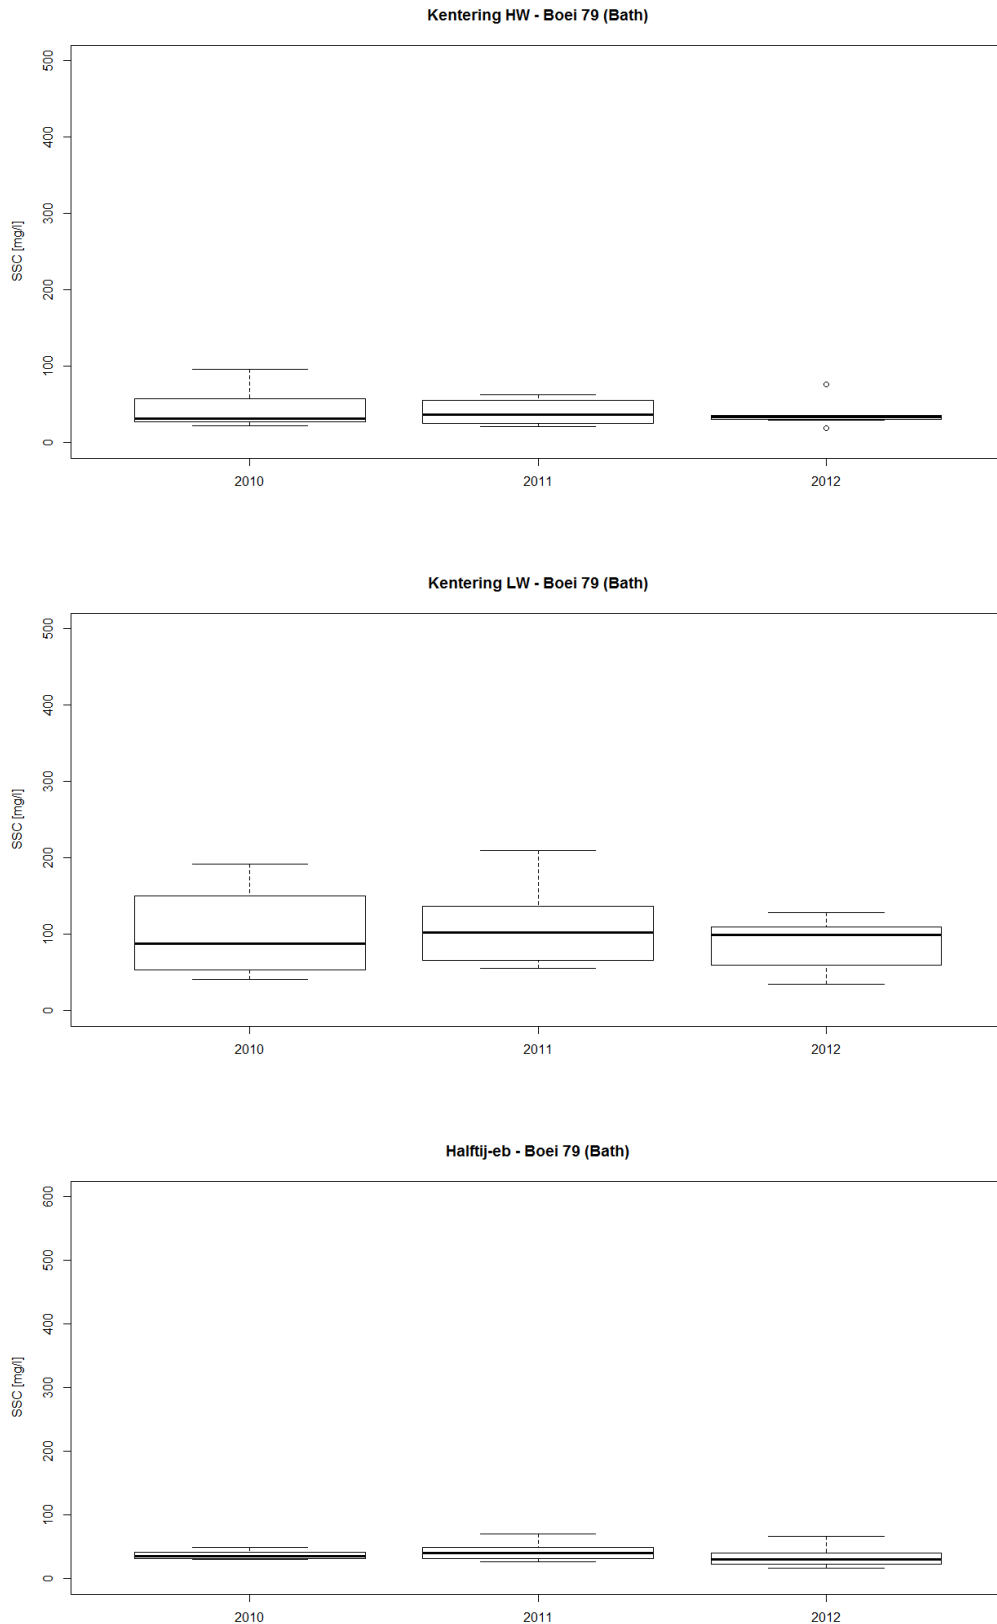 Kentering HW - Boei 79 (Bath)
500
400
300
200
100
0
SSC [mg/l]
2010 2011 2012
Kentering LW - Boei 79 (Bath)
500
400
300
200
100
0
SSC [mg/l]
2010 2011 2012
Halftij-eb - Boei 79 (Bath)
600
500
400
300
200
100
0
SSC [mg/l]
2010 2011 2012